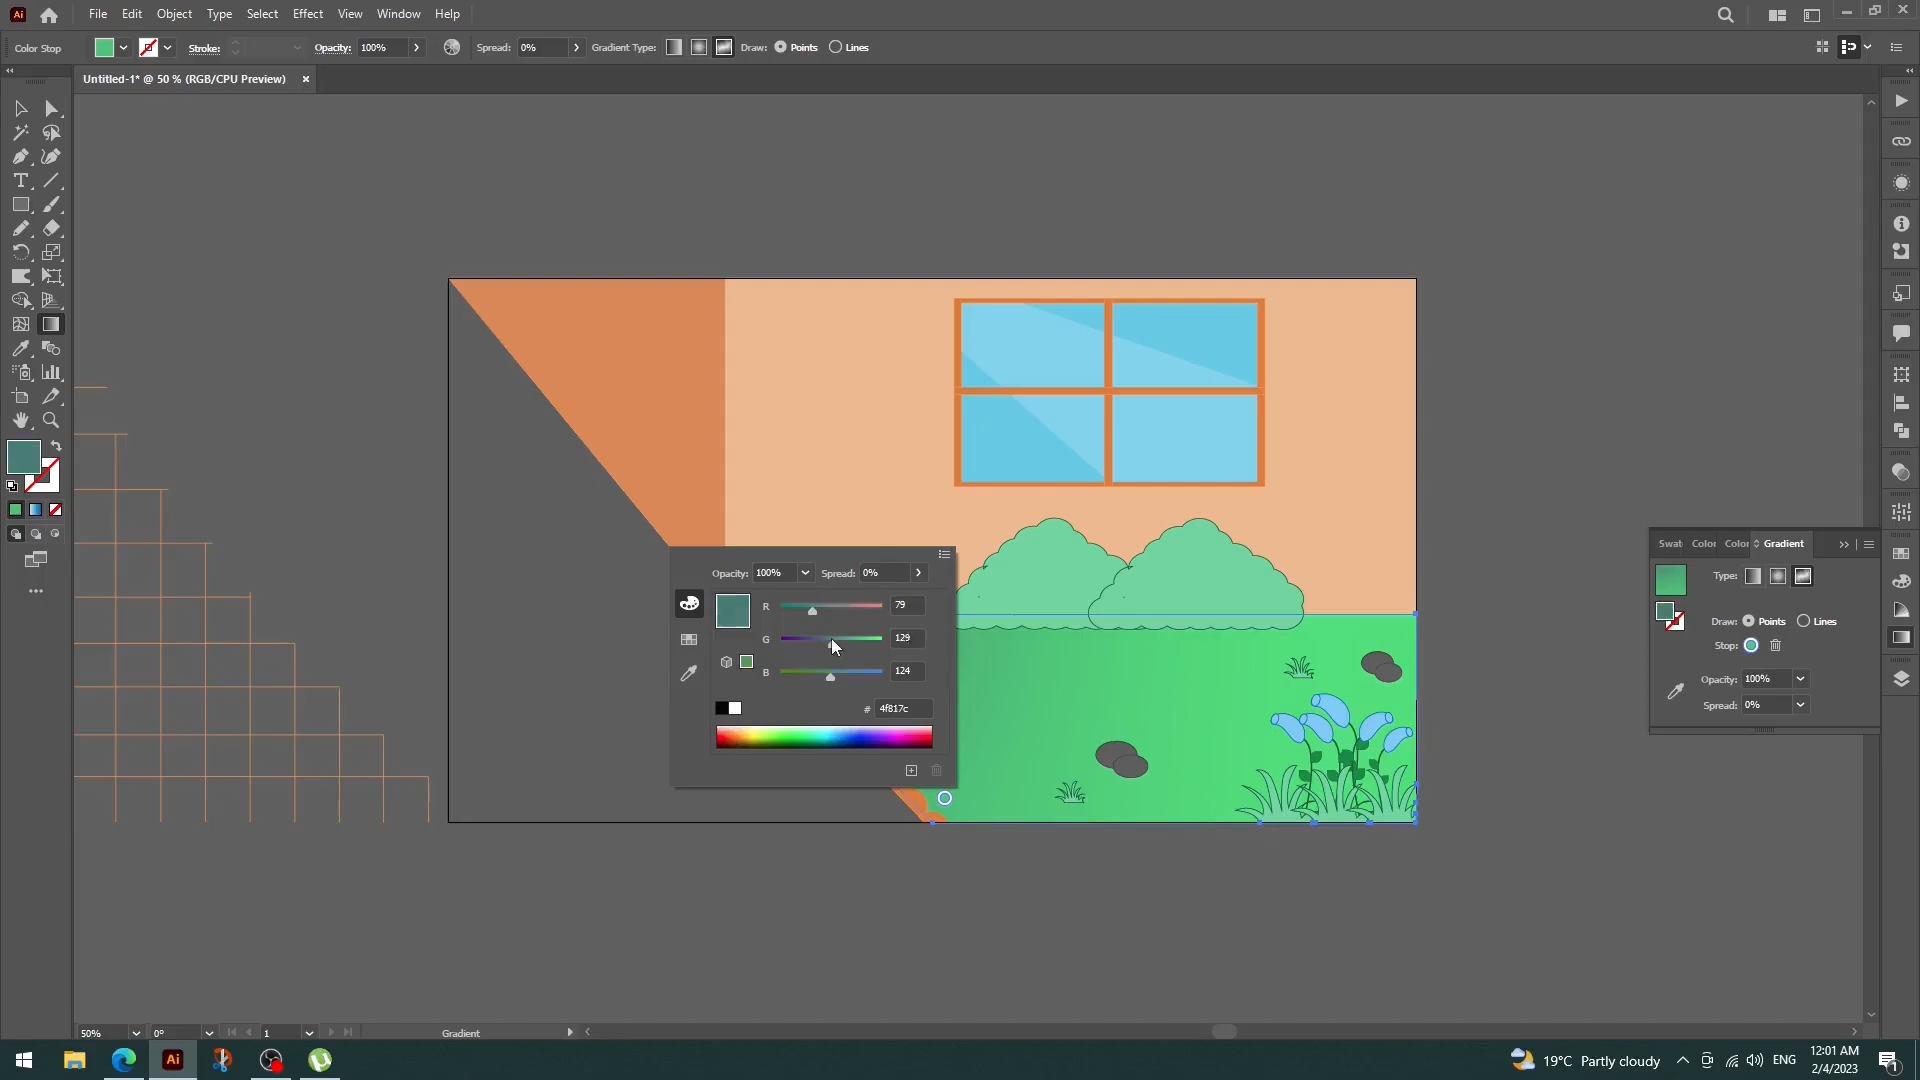 Ai File Edit Object Type Select Effect View Window Help
Color Stop Stroke: Opacity: 100% Spread: 0% Gradient Type: Draw: Points Lines
Untitled-1* @ 50 % (RGB/CPU Preview) ×
Swat Color Color Gradient
Type:
Draw: Points Lines
Stop:
Opacity: 100%
Spread: 0%
Opacity: 100% Spread: 0%
R 79
G 129
B 124
# 4f817c
50% 0° 1 Gradient
Ai 19°C Partly cloudy ENG 12:01 AM
2/4/2023
1